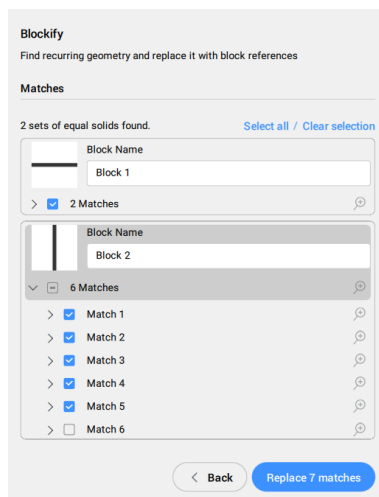 Blockify
Find recurring geometry and replace it with block references
Matches
2 sets of equal solids found.
Select all / Clear selection
Block Name
Block 1
2 Matches
Block Name
Block 2
6 Matches
Match 1
Match 2
Match 3
Match 4
Match 5
Match 6
Back
Replace 7 matches